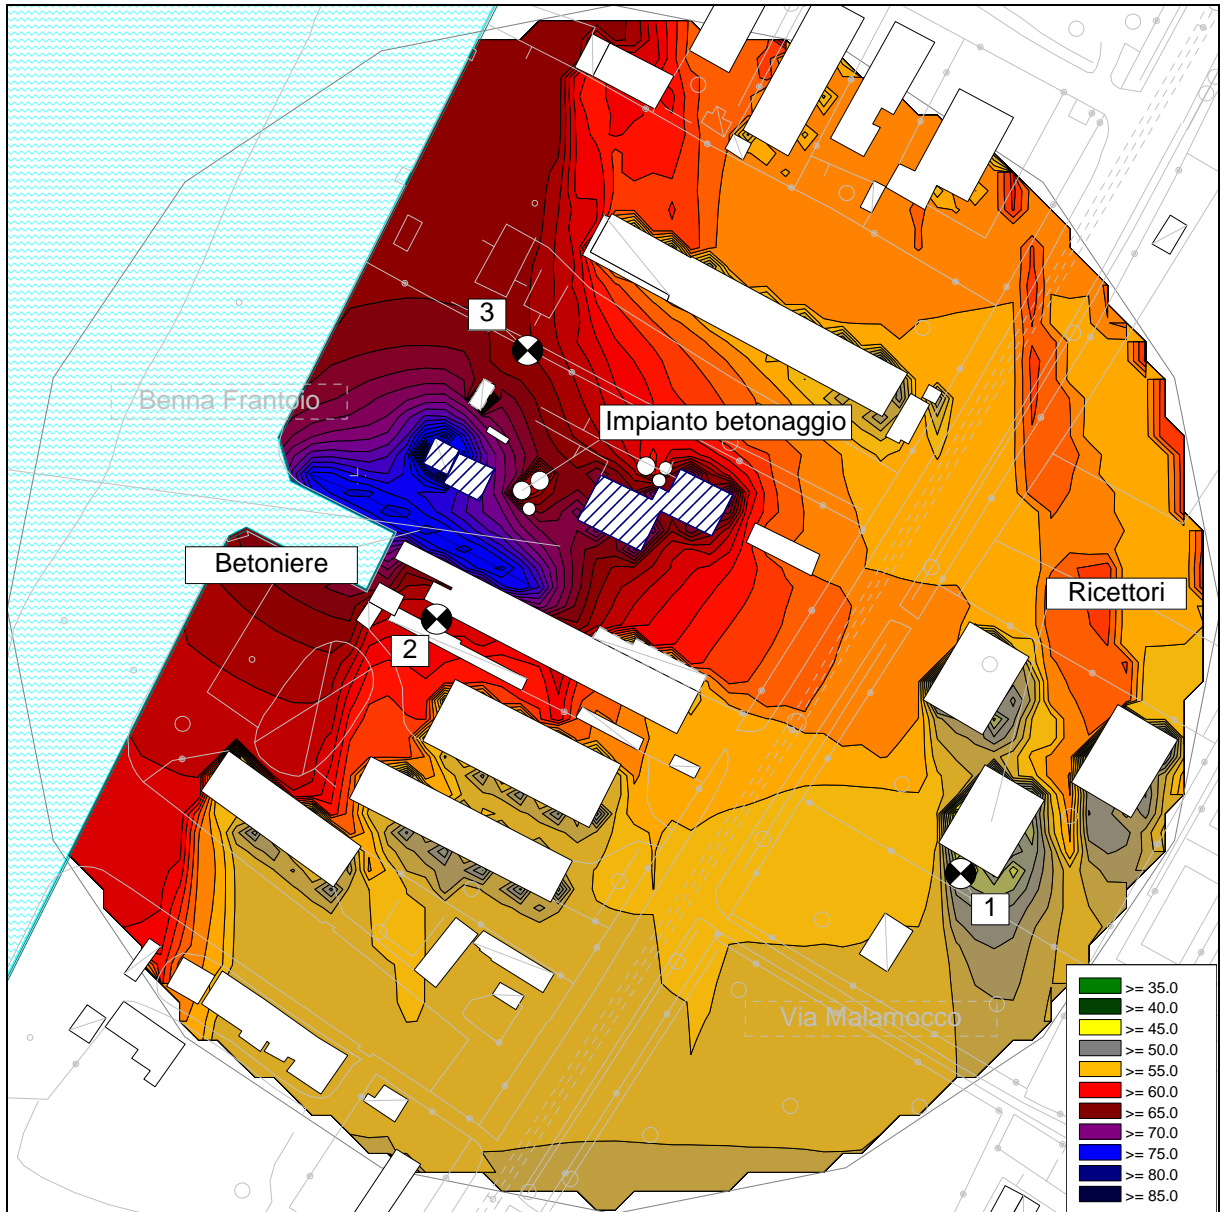 3
Benna Frantoio
Impianto betonaggio
Betoniere
Ricettori
2
1
Via Malamocco
>= 35.0
>= 40.0
>= 45.0
>= 50.0
>= 55.0
>= 60.0
>= 65.0
>= 70.0
>= 75.0
>= 80.0
>= 85.0